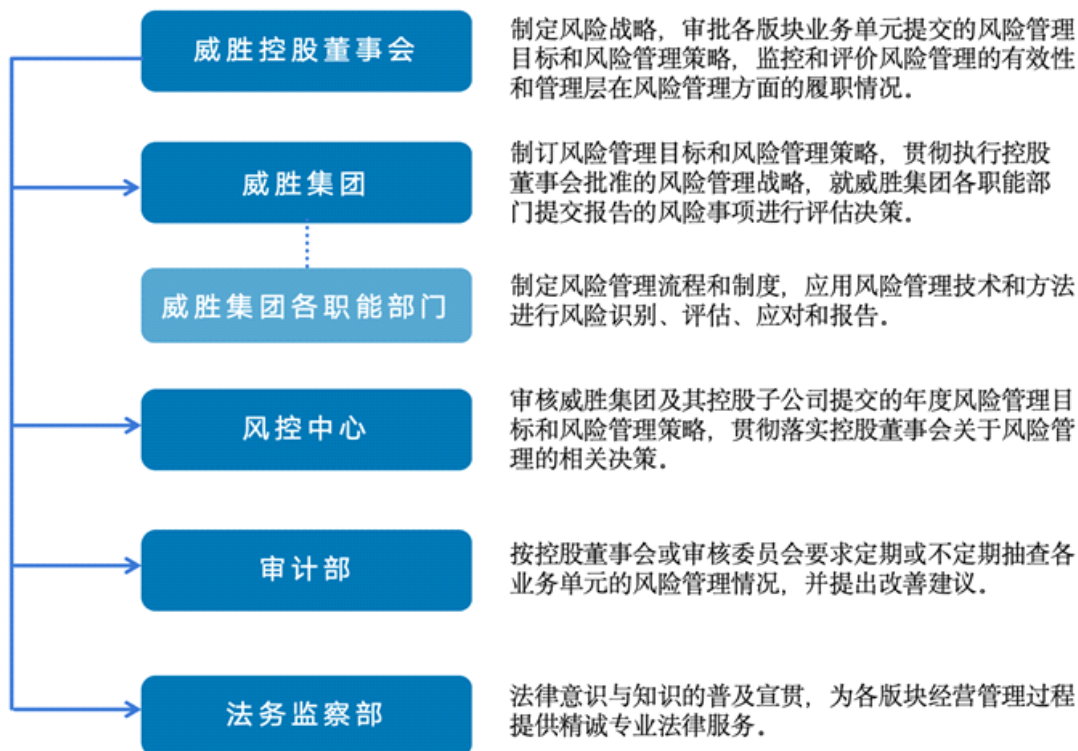 威胜控股董事会
制定风险战略，审批各版块业务单元提交的风险管理
目标和风险管理策略，监控和评价风险管理的有效性
和管理层在风险管理方面的履职情况。
威胜集团
制订风险管理目标和风险管理策略，贯彻执行控股
董事会批准的风险管理战略，就威胜集团各职能部
门提交报告的风险事项进行评估决策。
威胜集团各职能部门
制定风险管理流程和制度，应用风险管理技术和方法
进行风险识别、评估、应对和报告。
风控中心
审核威胜集团及其控股子公司提交的年度风险管理目
标和风险管理策略，贯彻落实控股董事会关于风险管
理的相关决策。
审计部
按控股董事会或审核委员会要求定期或不定期抽查各
业务单元的风险管理情况，并提出改善建议。
法务监察部
法律意识与知识的普及宣贯，为各版块经营管理过程
提供精诚专业法律服务。